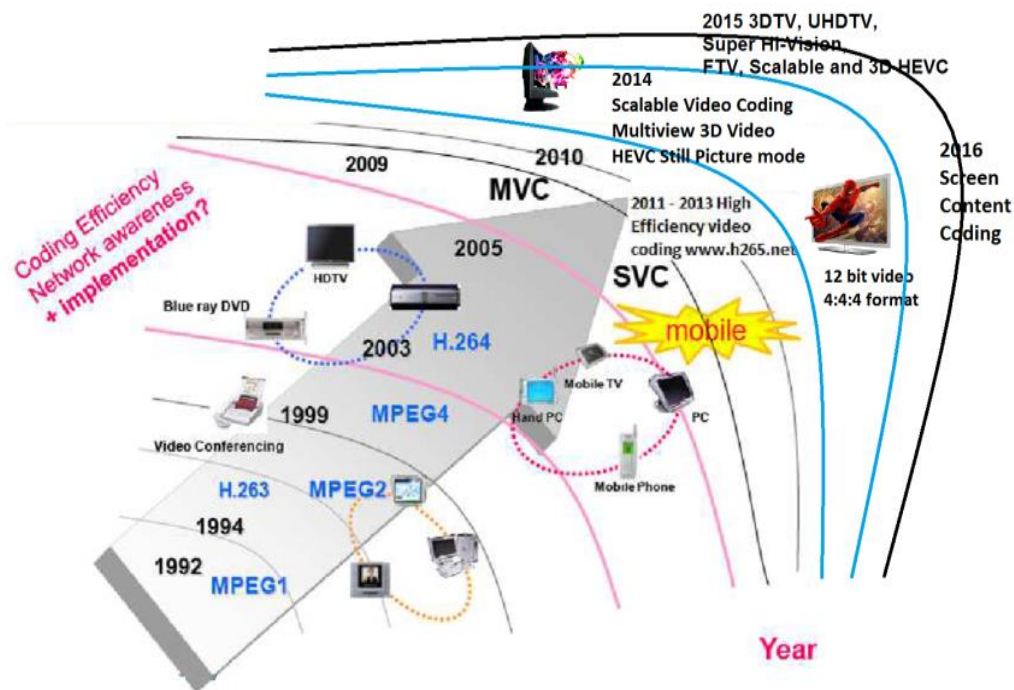 2015 3DTV, UHDTV,
Super Hi-Vision,
FTV, Scalable and 3D HEVC
2014
Scalable Video Coding
Multiview 3D Video
HEVC Still Picture mode
2016
Screen
Content
Coding
2009
2010
MVC
2011 - 2013 High
Efficiency video
coding www.h265.net
Coding Efficiency
Network awareness
+ implementation?
2005
SVC
12 bit video
4:4:4 format
HDTV
Blue ray DVD
mobile
2003
H.264
Mobile TV
Hand PC
PC
1999
MPEG4
Video Conferencing
Mobile Phone
H.263
MPEG2
1994
1992
MPEG1
Year